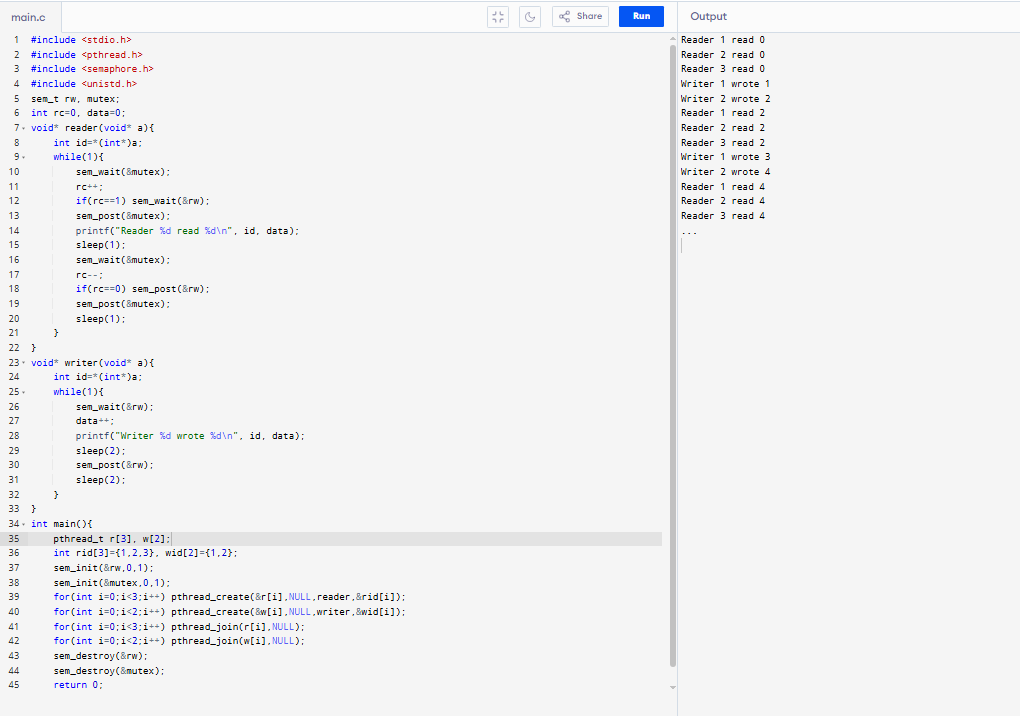 main.c
Share
Run
Output
1 #include <stdio.h>
2 #include <pthread.h>
3 #include <semaphore.h>
4 #include <unistd.h>
5 sem_t rw, mutex;
6 int rc=0, data=0;
7 void* reader(void* a){
8 int id=*(int*)a;
9 while(1){
10 sem_wait(&mutex);
11 rc++;
12 if(rc==1) sem_wait(&rw);
13 sem_post(&mutex);
14 printf("Reader %d read %d\n", id, data);
15 sleep(1);
16 sem_wait(&mutex);
17 rc--;
18 if(rc==0) sem_post(&rw);
19 sem_post(&mutex);
20 sleep(1);
21 }
22 }
23 void* writer(void* a){
24 int id=*(int*)a;
25 while(1){
26 sem_wait(&rw);
27 data++;
28 printf("Writer %d wrote %d\n", id, data);
29 sleep(2);
30 sem_post(&rw);
31 sleep(2);
32 }
33 }
34 int main(){
35 pthread_t r[3], w[2];
36 int rid[3]={1,2,3}, wid[2]={1,2};
37 sem_init(&rw,0,1);
38 sem_init(&mutex,0,1);
39 for(int i=0;i<3;i++) pthread_create(&r[i],NULL,reader,&rid[i]);
40 for(int i=0;i<2;i++) pthread_create(&w[i],NULL,writer,&wid[i]);
41 for(int i=0;i<3;i++) pthread_join(r[i],NULL);
42 for(int i=0;i<2;i++) pthread_join(w[i],NULL);
43 sem_destroy(&rw);
44 sem_destroy(&mutex);
45 return 0;
Reader 1 read 0
Reader 2 read 0
Reader 3 read 0
Writer 1 wrote 1
Writer 2 wrote 2
Reader 1 read 2
Reader 2 read 2
Reader 3 read 2
Writer 1 wrote 3
Writer 2 wrote 4
Reader 1 read 4
Reader 2 read 4
Reader 3 read 4
...